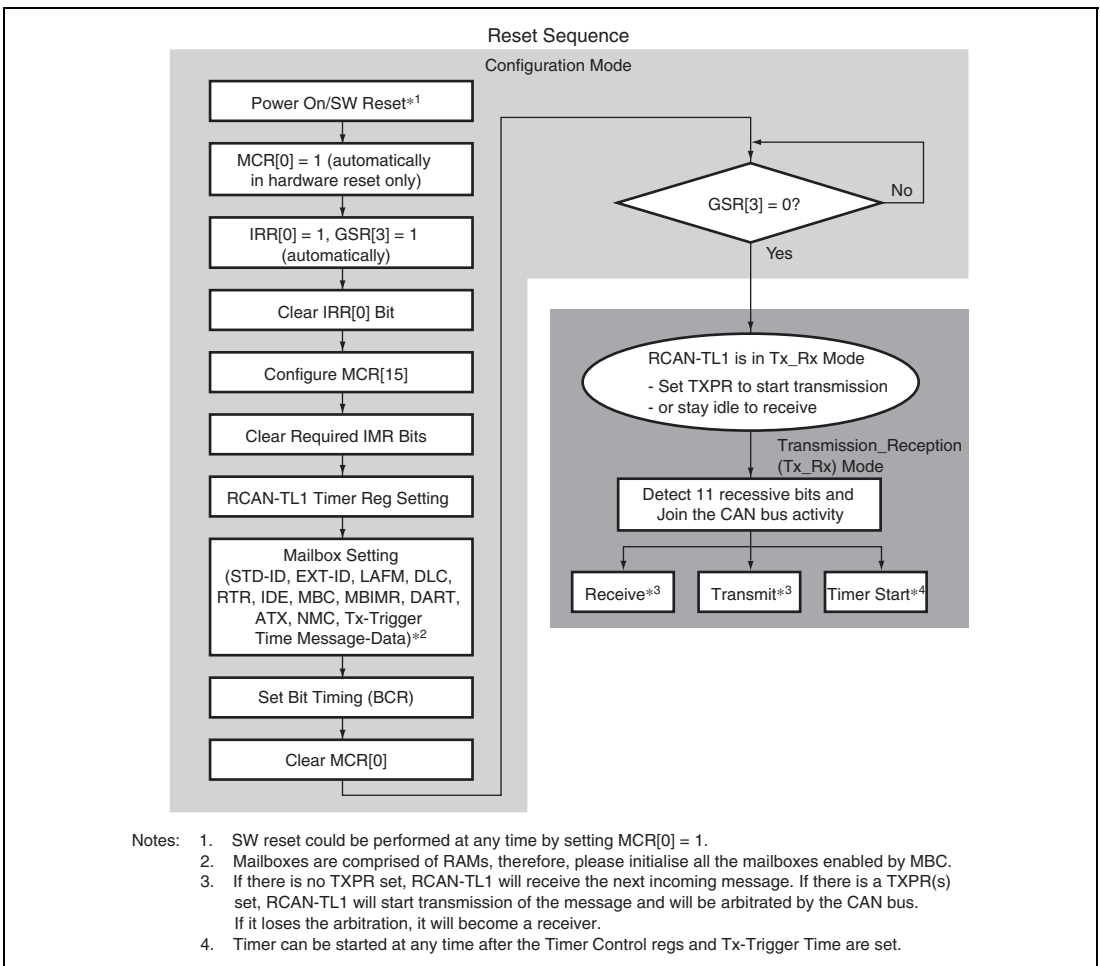 Reset Sequence
Configuration Mode
Power On/SW Reset*1
MCR[0] = 1 (automatically
in hardware reset only)
IRR[0] = 1, GSR[3] = 1
(automatically)
Clear IRR[0] Bit
Configure MCR[15]
Clear Required IMR Bits
RCAN-TL1 Timer Reg Setting
Mailbox Setting
(STD-ID, EXT-ID, LAFM, DLC,
RTR, IDE, MBC, MBIMR, DART,
ATX, NMC, Tx-Trigger
Time Message-Data)*2
Set Bit Timing (BCR)
Clear MCR[0]
GSR[3] = 0?
No
Yes
RCAN-TL1 is in Tx_Rx Mode
- Set TXPR to start transmission
- or stay idle to receive
Transmission_Reception
(Tx_Rx) Mode
Detect 11 recessive bits and
Join the CAN bus activity
Receive*3
Transmit*3
Timer Start*4
Notes: 1. SW reset could be performed at any time by setting MCR[0] = 1.
2. Mailboxes are comprised of RAMs, therefore, please initialise all the mailboxes enabled by MBC.
3. If there is no TXPR set, RCAN-TL1 will receive the next incoming message. If there is a TXPR(s)
set, RCAN-TL1 will start transmission of the message and will be arbitrated by the CAN bus.
If it loses the arbitration, it will become a receiver.
4. Timer can be started at any time after the Timer Control regs and Tx-Trigger Time are set.